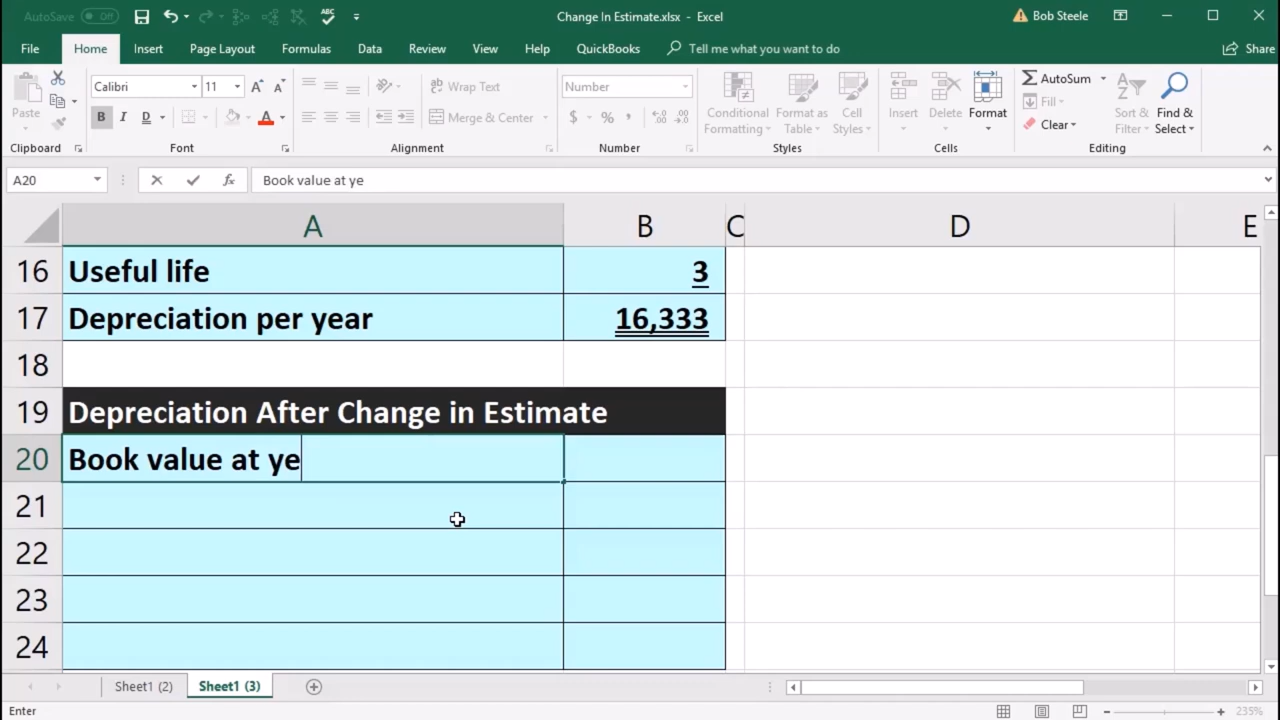 AutoSave Off
Change In Estimate.xlsx - Excel
Bob Steele
File Home Insert Page Layout Formulas Data Review View Help QuickBooks Tell me what you want to do Share
Paste
Calibri 11
Wrap Text
Merge & Center
Number
Conditional Formatting
Format as Table
Cell Styles
Insert Delete Format
AutoSum
Fill
Clear
Sort & Filter
Find & Select
Clipboard Font Alignment Number Styles Cells Editing
A20 fx Book value at ye
A B C D E
16 Useful life 3
17 Depreciation per year 16,333
18
19 Depreciation After Change in Estimate
20 Book value at ye
21
22
23
24
Sheet1 (2) Sheet1 (3)
Enter 235%